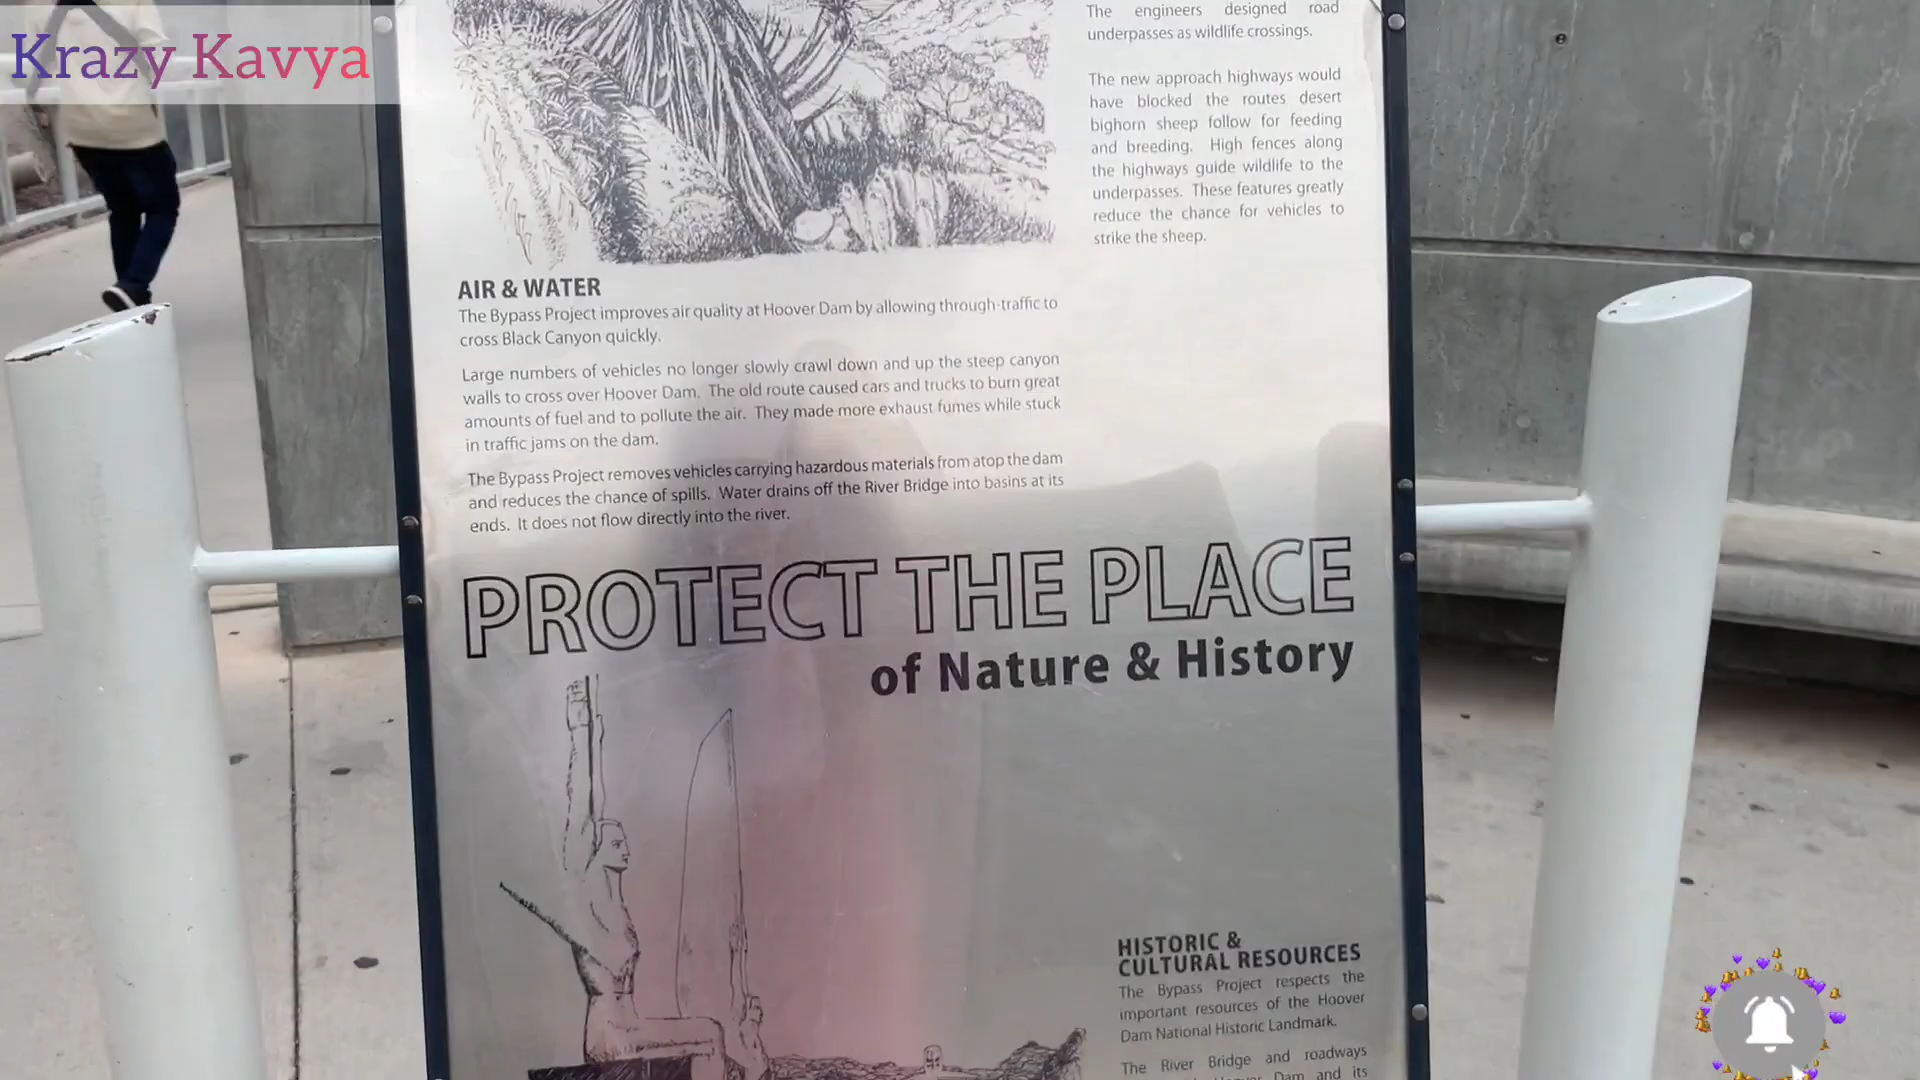 Krazy Kavya
The engineers designed road
underpasses as wildlife crossings.
The new approach highways would
have blocked the routes desert
bighorn sheep follow for feeding
and breeding. High fences along
the highways guide wildlife to the
underpasses. These features greatly
reduce the chance for vehicles to
strike the sheep.
AIR & WATER
The Bypass Project improves air quality at Hoover Dam by allowing through-traffic to
cross Black Canyon quickly.
Large numbers of vehicles no longer slowly crawl down and up the steep canyon
walls to cross over Hoover Dam. The old route caused cars and trucks to burn great
amounts of fuel and to pollute the air. They made more exhaust fumes while stuck
in traffic jams on the dam.
The Bypass Project removes vehicles carrying hazardous materials from atop the dam
and reduces the chance of spills. Water drains off the River Bridge into basins at its
ends. It does not flow directly into the river.
PROTECT THE PLACE
of Nature & History
HISTORIC &
CULTURAL RESOURCES
The Bypass Project respects the
important resources of the Hoover
Dam National Historic Landmark.
The River Bridge and roadways
Dam and its